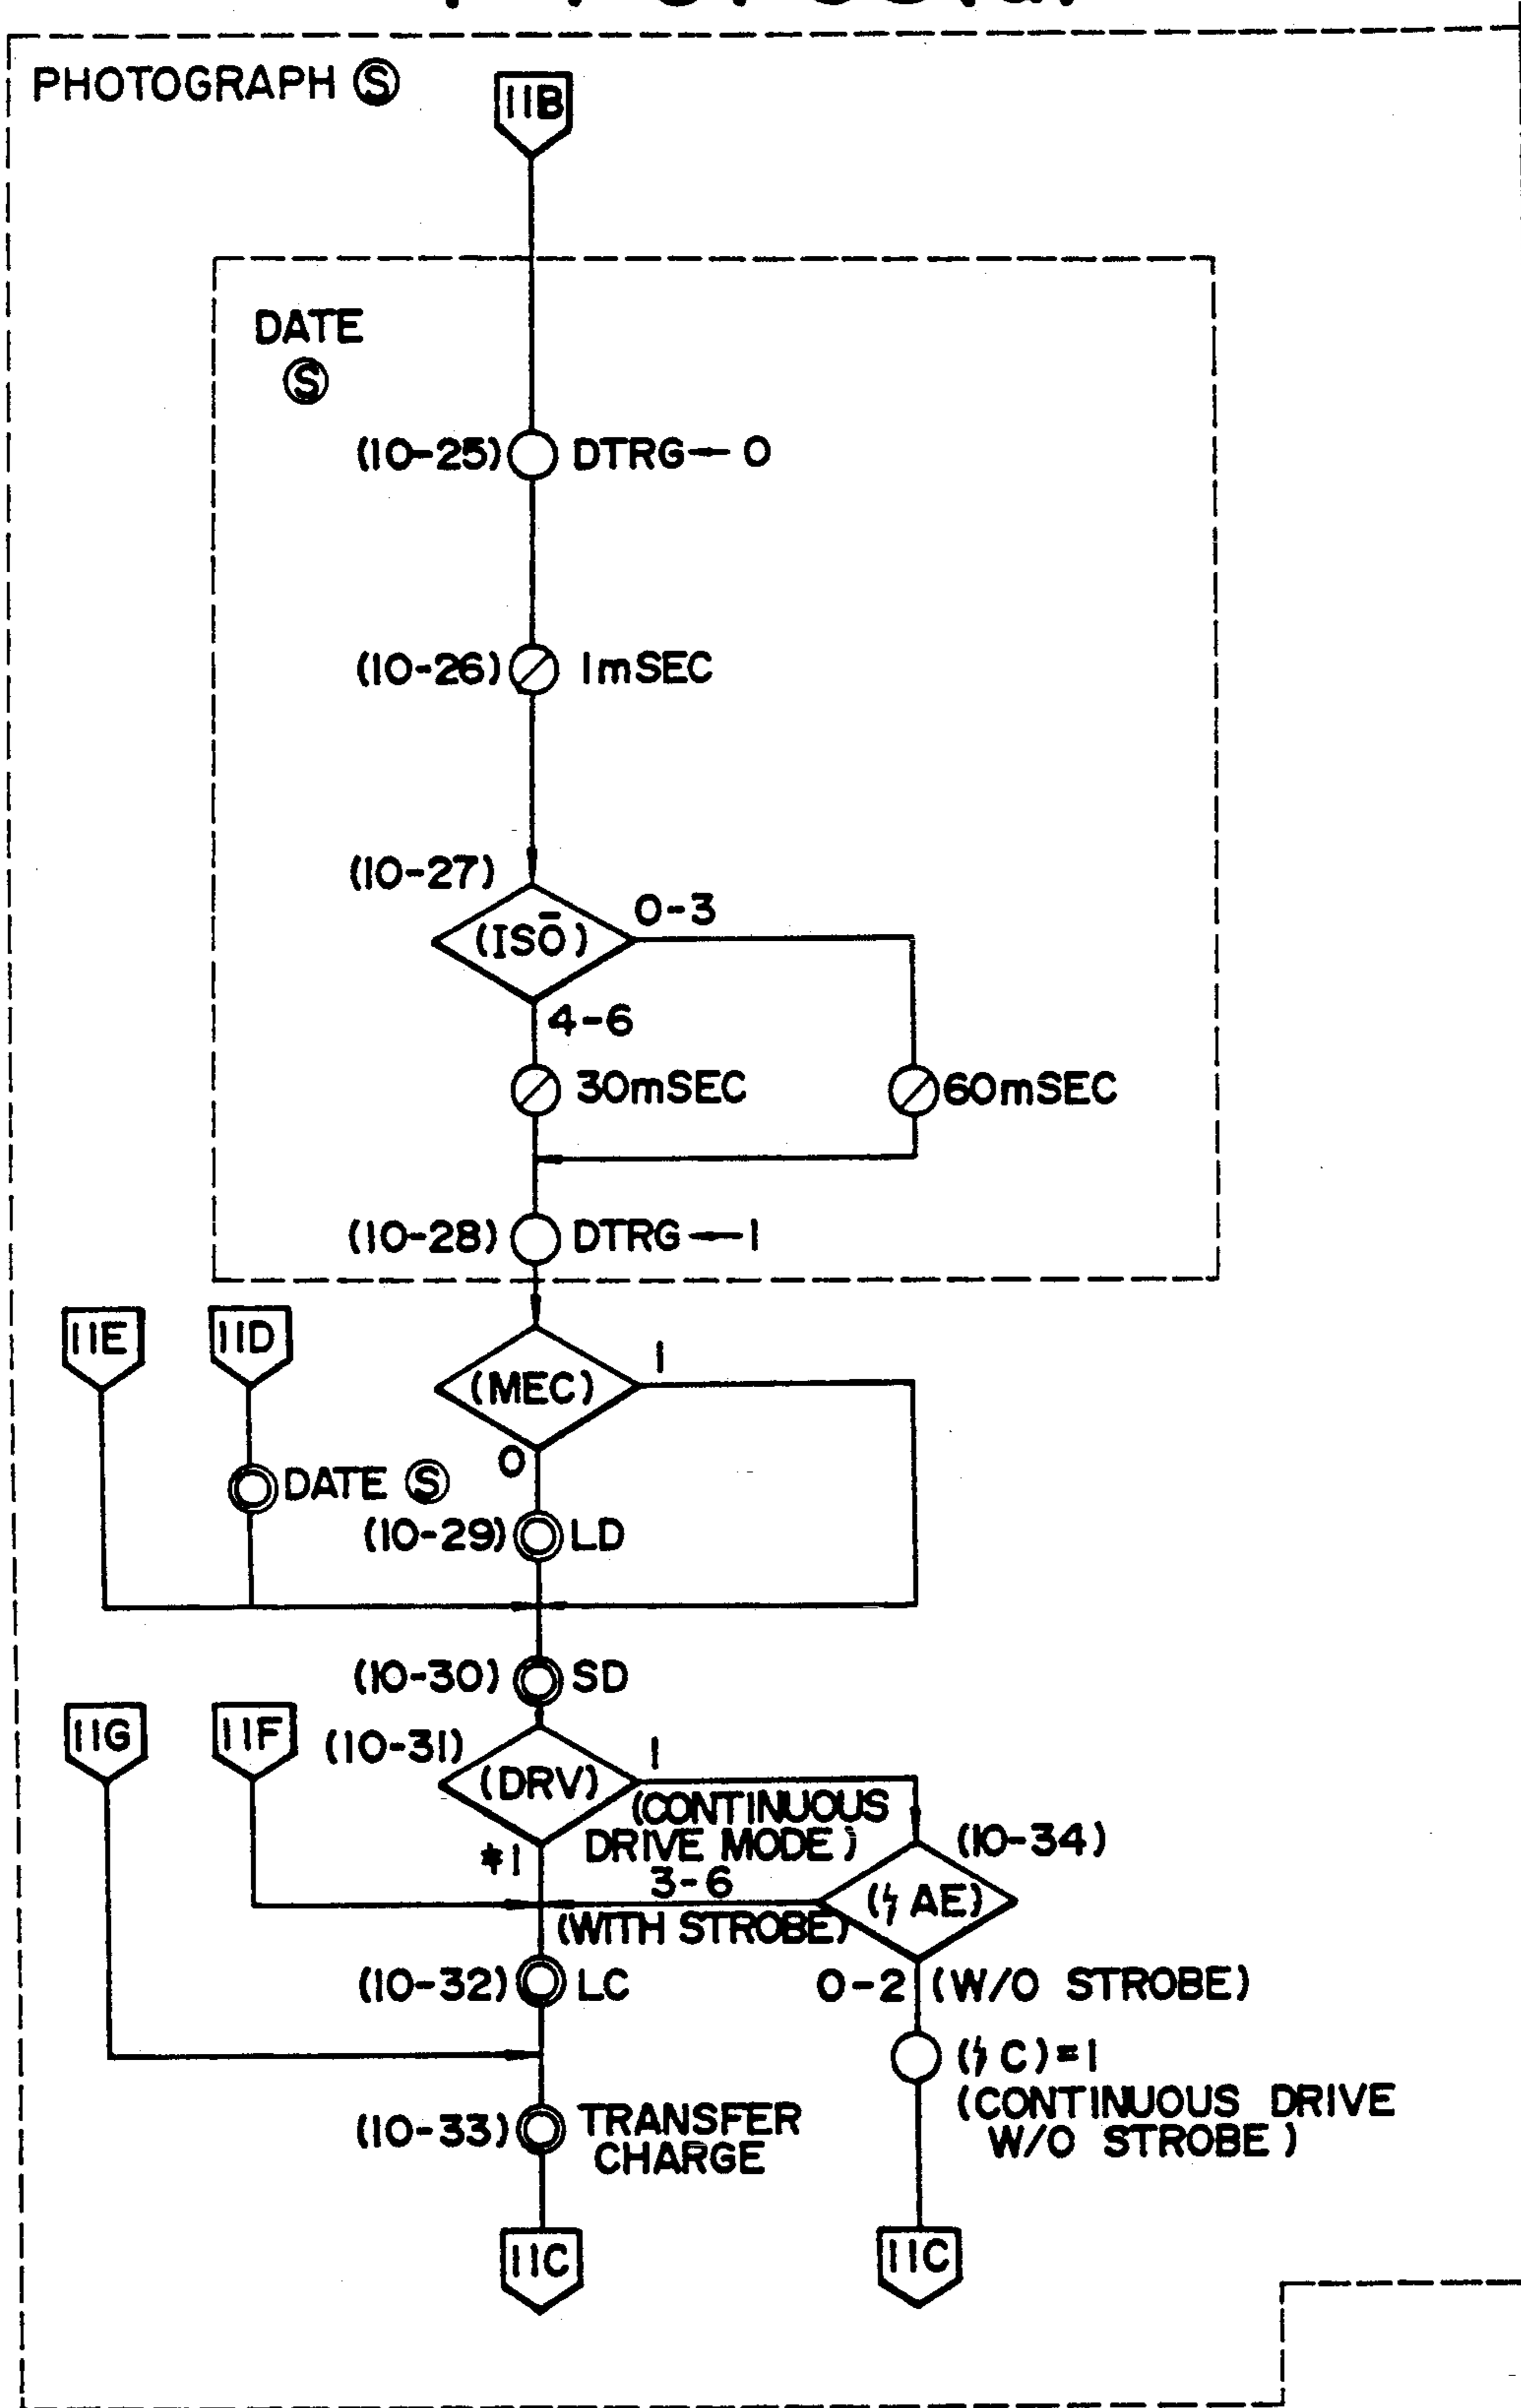 PHOTOGRAPH Ⓢ
11B
DATE
Ⓢ
(10-25) DTRG ← 0
(10-26) 1mSEC
(10-27)
(ISŌ) 0-3
4-6
30mSEC 60mSEC
(10-28) DTRG ← 1
11E 11D
(MEC) 1
0
DATE Ⓢ
(10-29) LD
(10-30) SD
11G 11F (10-31)
(DRV) 1
(CONTINUOUS
DRIVE MODE)
(10-34)
≠1
3-6
(ϟ AE)
(WITH STROBE)
(10-32) LC
0-2 (W/O STROBE)
(ϟ C)=1
(CONTINUOUS DRIVE
W/O STROBE)
(10-33) TRANSFER
CHARGE
11C 11C